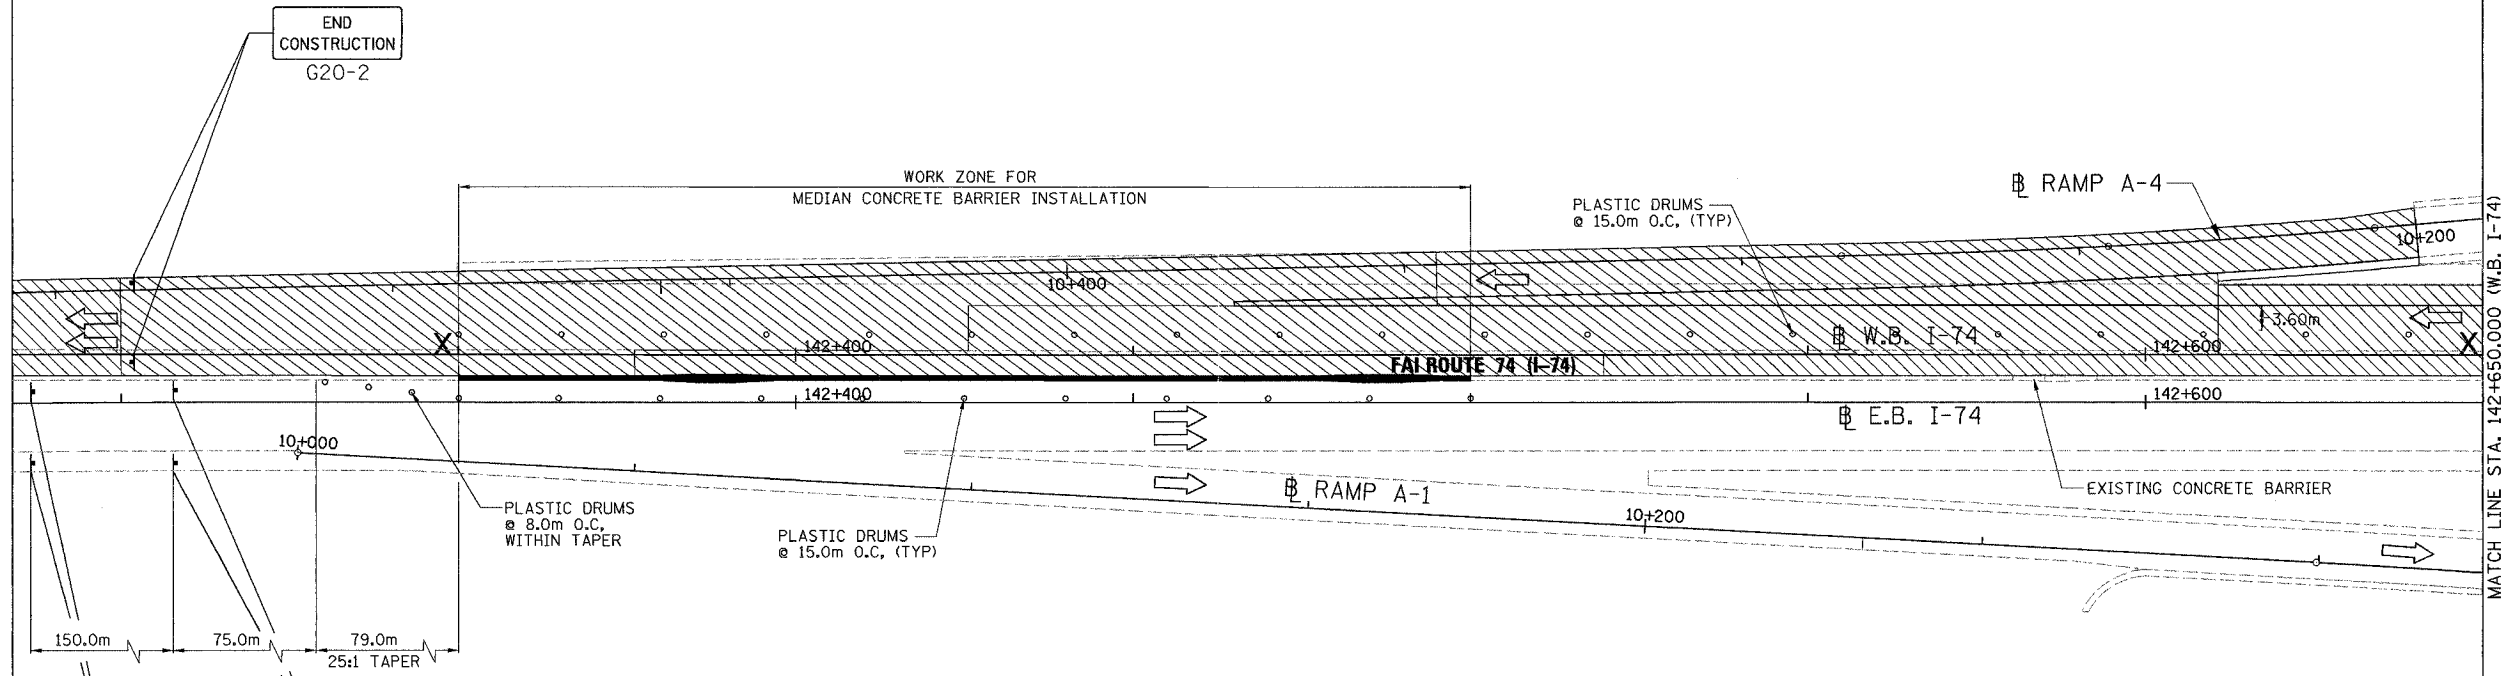 END
CONSTRUCTION
G20-2
WORK ZONE FOR
MEDIAN CONCRETE BARRIER INSTALLATION
PLASTIC DRUMS
@ 15.0m O.C. (TYP)
℄ RAMP A-4
10+200
10+400
3.60m
X
142+400
℄ W.B. I-74
142+600
X
FAI ROUTE 74 (I-74)
142+400
142+600
℄ E.B. I-74
10+000
℄ RAMP A-1
EXISTING CONCRETE BARRIER
PLASTIC DRUMS
@ 8.0m O.C.
WITHIN TAPER
10+200
PLASTIC DRUMS
@ 15.0m O.C. (TYP)
150.0m
75.0m
79.0m
25:1 TAPER
MATCH LINE STA. 142+650.000 (W.B. I-74)